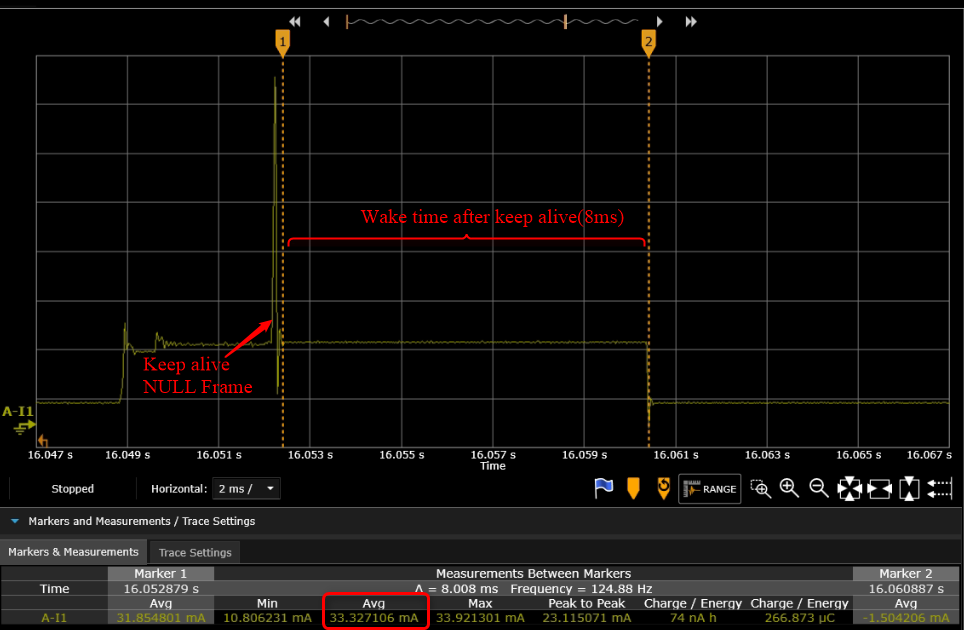 1
2
Wake time after keep alive(8ms)
Keep alive
NULL Frame
A-I1
16.047 s 16.049 s 16.051 s 16.053 s 16.055 s 16.057 s 16.059 s 16.061 s 16.063 s 16.065 s 16.067 s
Time
Stopped Horizontal: 2 ms / RANGE
Markers and Measurements / Trace Settings
Markers & Measurements Trace Settings
Marker 1 Measurements Between Markers Marker 2
Time 16.052879 s Δ = 8.008 ms Frequency = 124.88 Hz 16.060887 s
Avg Min Avg Max Peak to Peak Charge / Energy Charge / Energy Avg
A-I1 31.854801 mA 10.806231 mA 33.327106 mA 33.921301 mA 23.115071 mA 74 nA h 266.873 µC -1.504206 mA